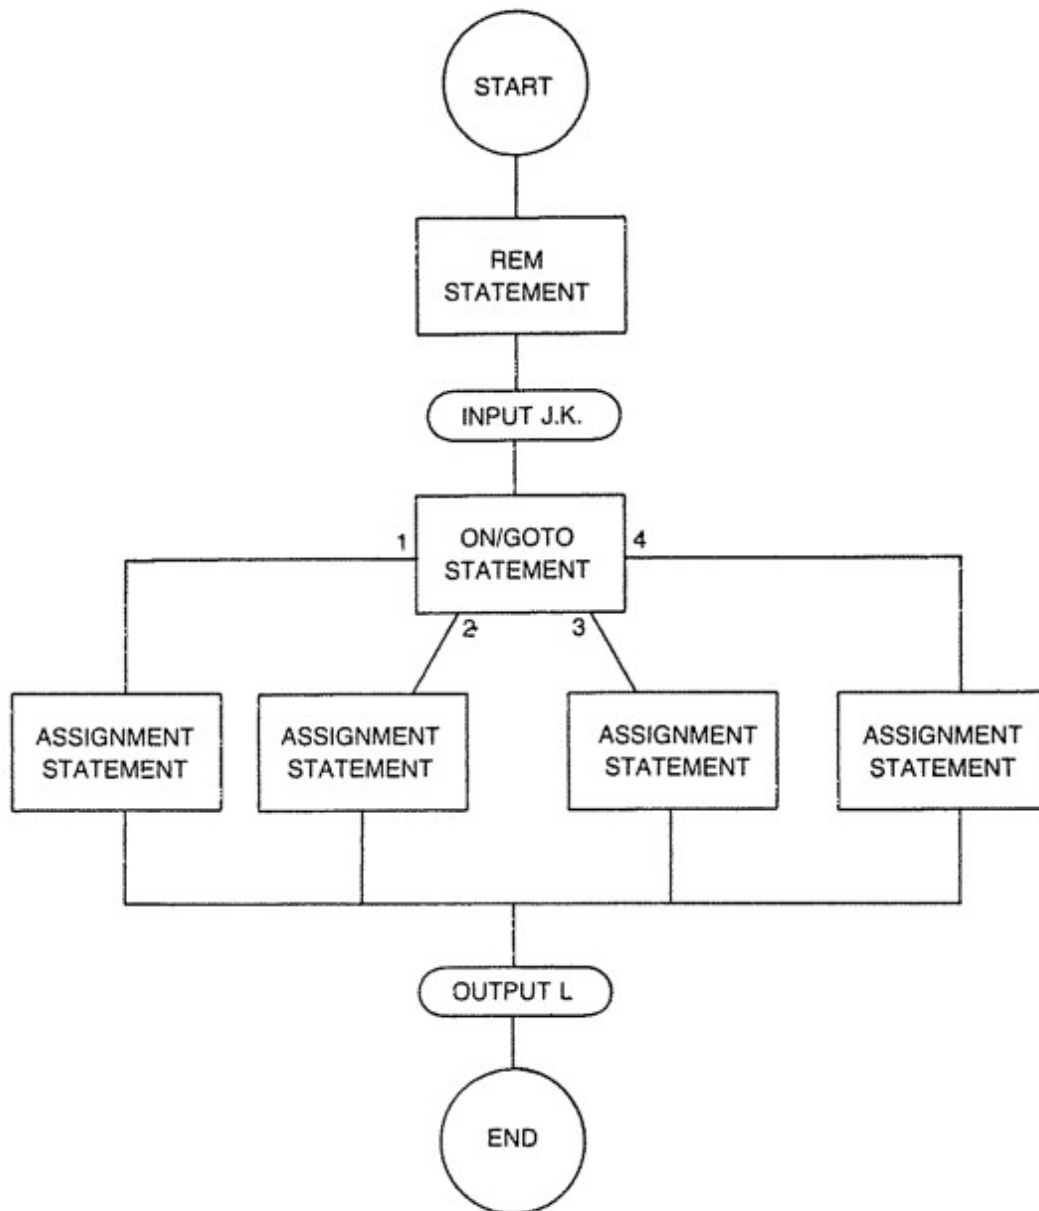 START
REM
STATEMENT
INPUT J.K.
1
ON/GOTO
STATEMENT
4
2
3
ASSIGNMENT
STATEMENT
ASSIGNMENT
STATEMENT
ASSIGNMENT
STATEMENT
ASSIGNMENT
STATEMENT
OUTPUT L
END